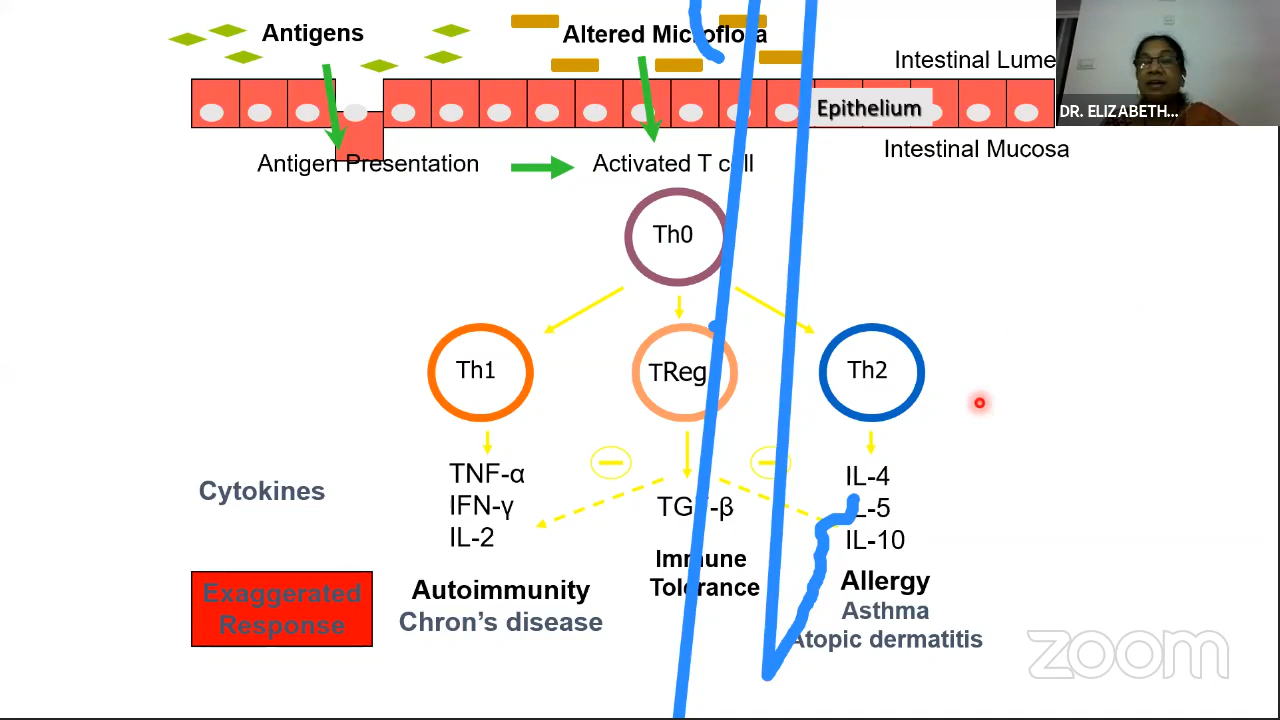 Antigens
Altered Microflora
Intestinal Lume
Epithelium
DR. ELIZABETH...
Antigen Presentation
Activated T cell
Intestinal Mucosa
Th0
Th1
TReg
Th2
Cytokines
TNF-α
IFN-γ
IL-2
TGF-β
IL-4
IL-5
IL-10
Immune
Tolerance
Exaggerated
Response
Autoimmunity
Chron's disease
Allergy
Asthma
Atopic dermatitis
zoom